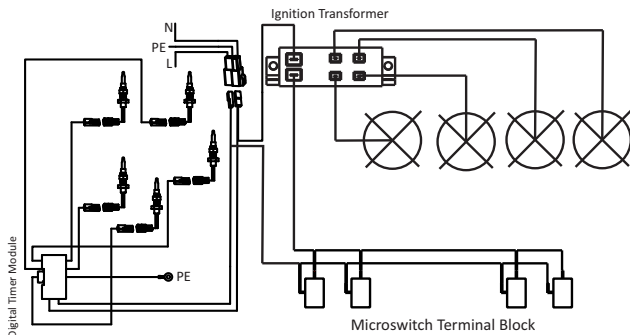 Ignition Transformer
N
PE
L
PE
Digital Timer Module
Microswitch Terminal Block